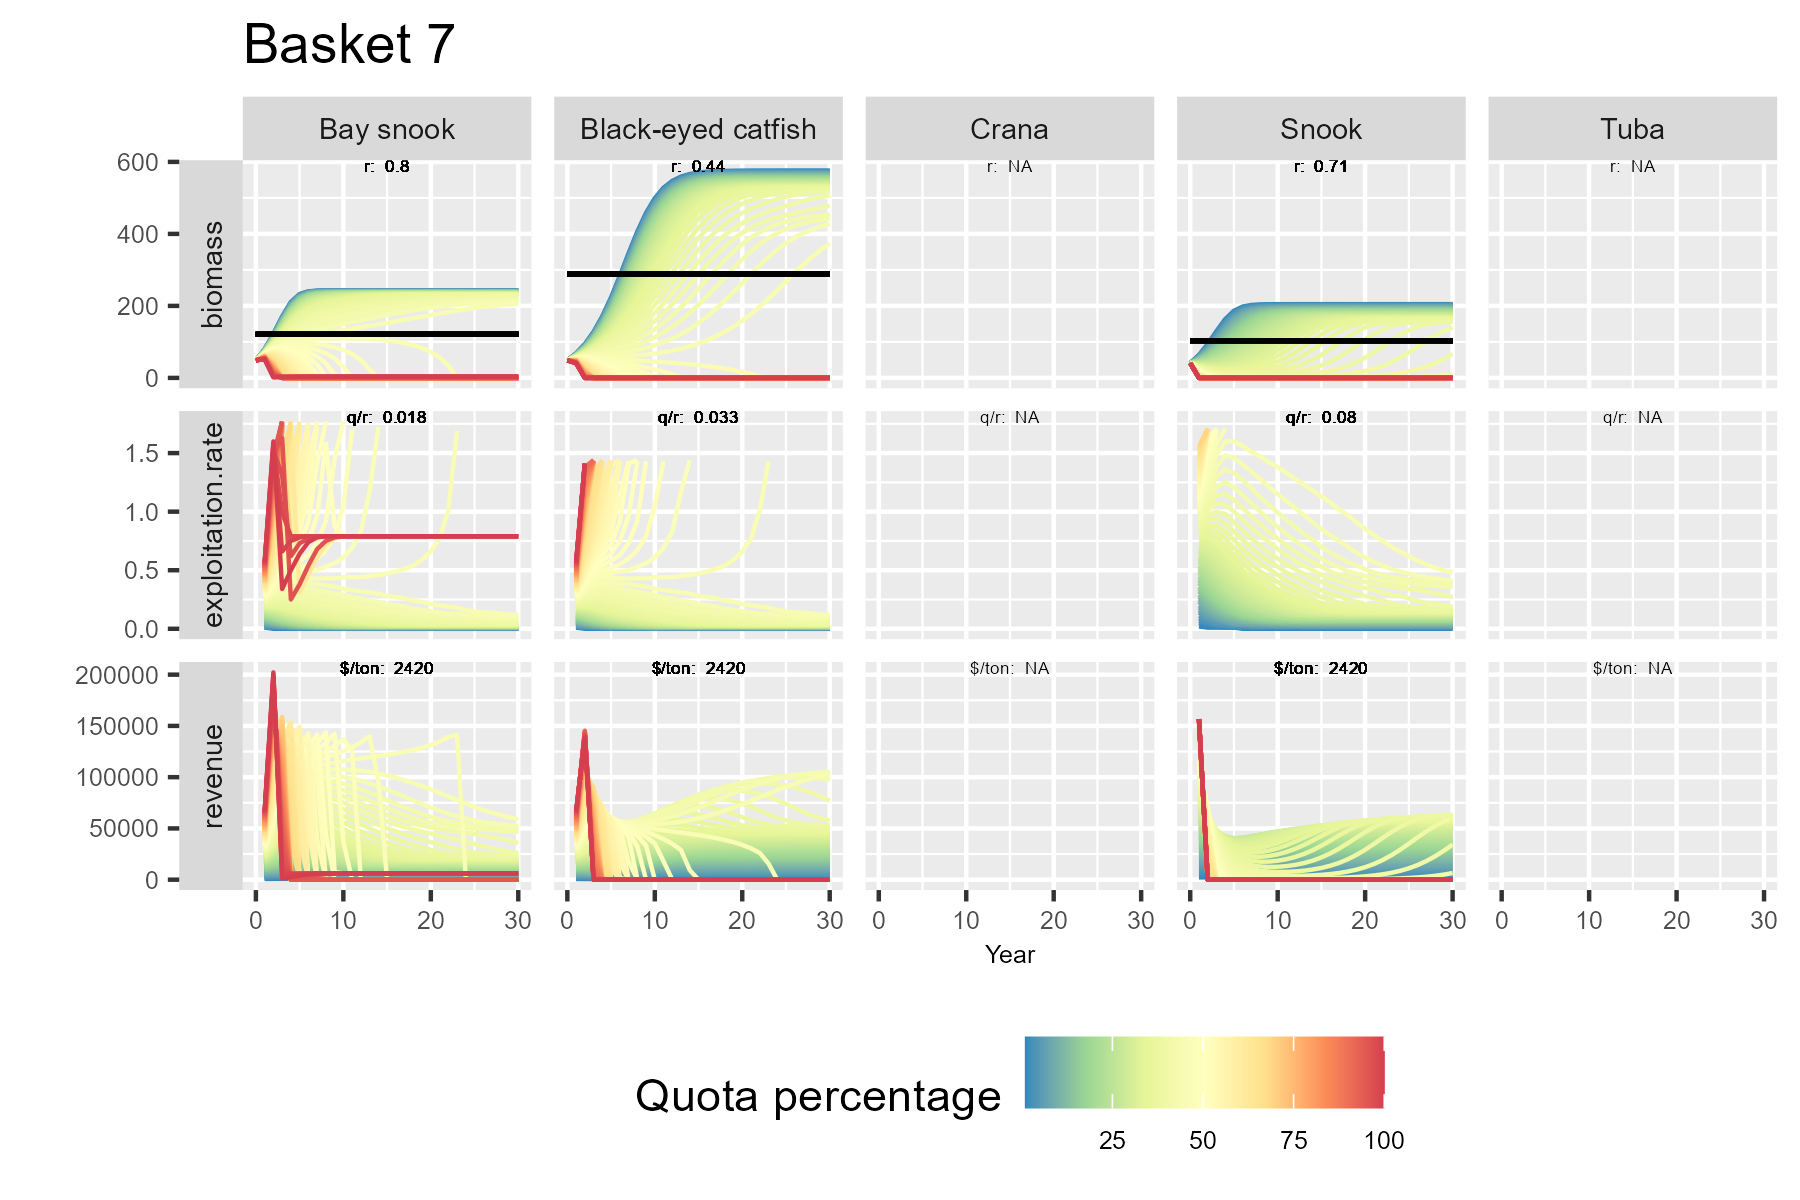 Basket 7
Bay snook Black-eyed catfish Crana Snook Tuba
r: 0.8 r: 0.44 r: NA r: 0.71 r: NA
600
400
200
0
biomass
q/r: 0.018 q/r: 0.033 q/r: NA q/r: 0.08 q/r: NA
1.5
1.0
0.5
0.0
exploitation.rate
$/ton: 2420 $/ton: 2420 $/ton: NA $/ton: 2420 $/ton: NA
200000
150000
100000
50000
0
revenue
0 10 20 30 0 10 20 30 0 10 20 30 0 10 20 30 0 10 20 30
Year
Quota percentage
25 50 75 100